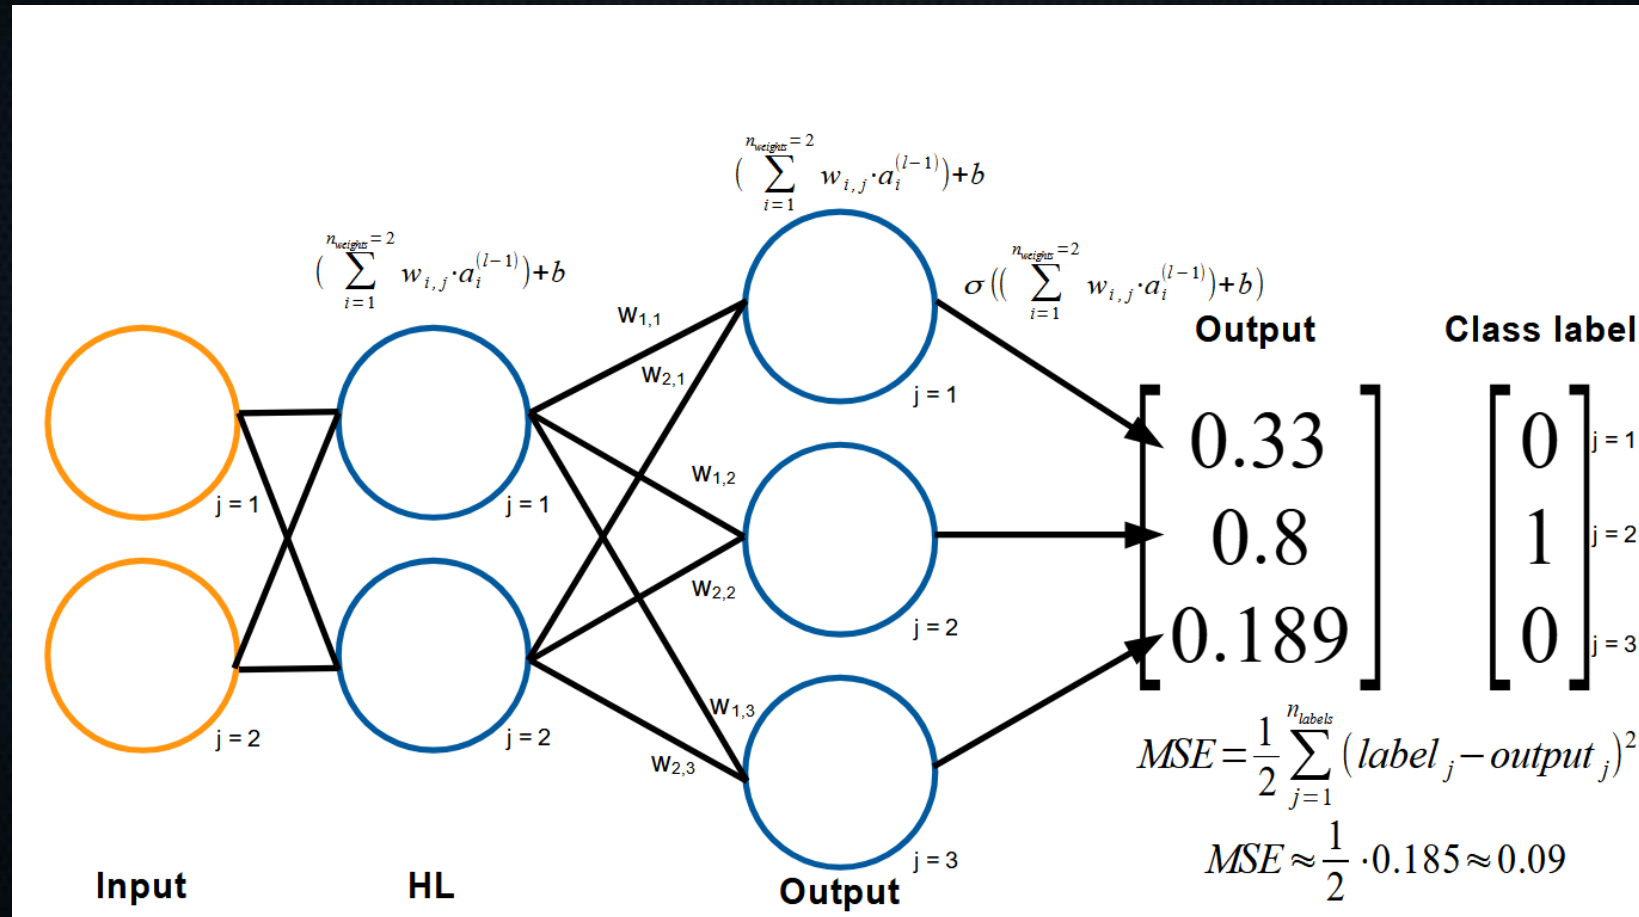 n_weights = 2
( ∑ w_{i,j}·a_i^{(l-1)})+b
i=1
n_weights = 2
( ∑ w_{i,j}·a_i^{(l-1)})+b
i=1
n_weights =2
σ(( ∑ w_{i,j}·a_i^{(l-1)})+b)
i=1
W1,1
W2,1
W1,2
W2,2
W1,3
W2,3
j = 1
j = 2
j = 1
j = 2
j = 1
j = 2
j = 3
Input
HL
Output
Output
Class label
0.33
0.8
0.189
0
1
0
j = 1
j = 2
j = 3
n_labels
MSE = 1/2 ∑ (label_j − output_j)²
j=1
MSE ≈ 1/2 ·0.185≈0.09